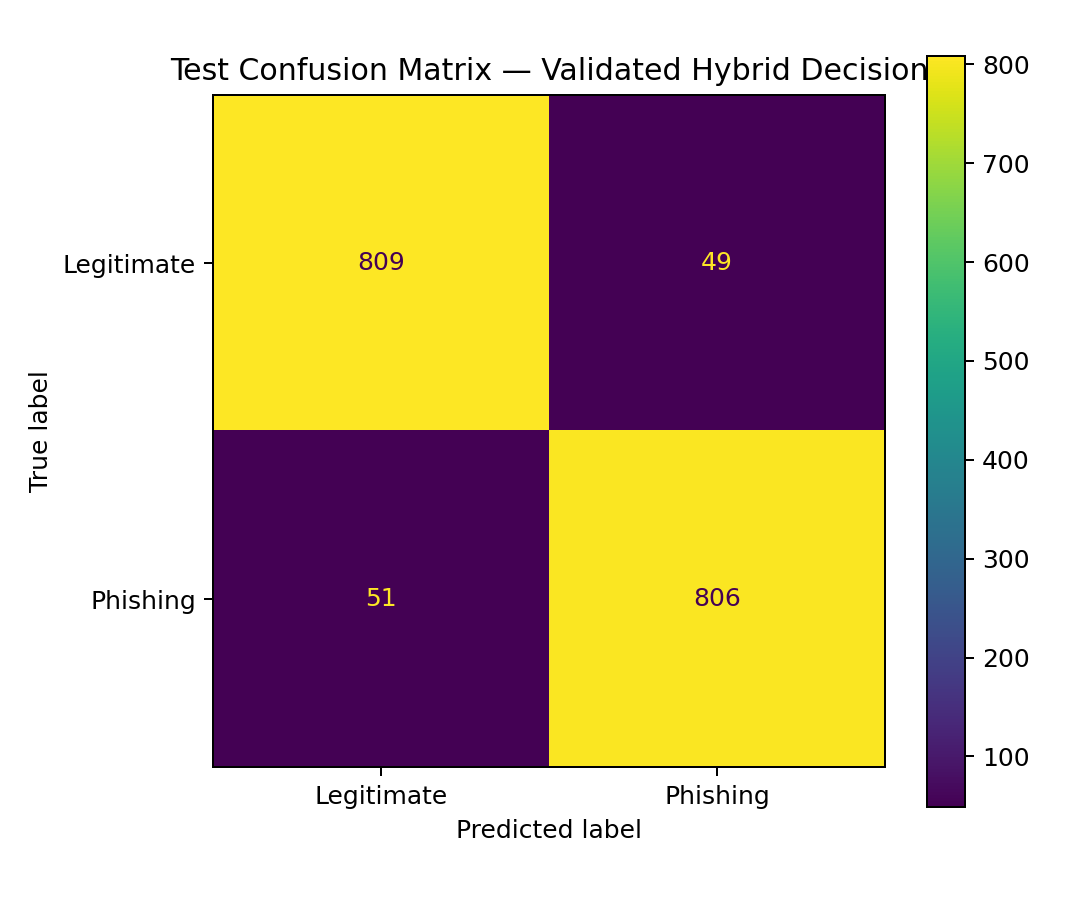 Test Confusion Matrix — Validated Hybrid Decision
Legitimate
Phishing
True label
809
49
51
806
Legitimate
Phishing
Predicted label
800
700
600
500
400
300
200
100